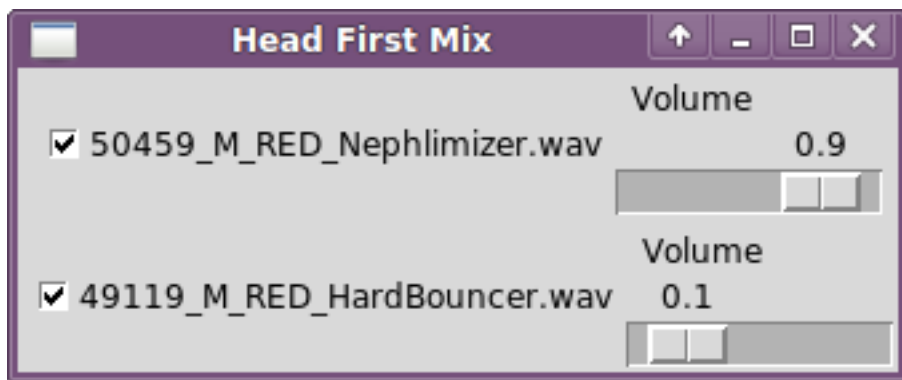 Head First Mix
Volume
50459_M_RED_Nephlimizer.wav 0.9
Volume
49119_M_RED_HardBouncer.wav 0.1